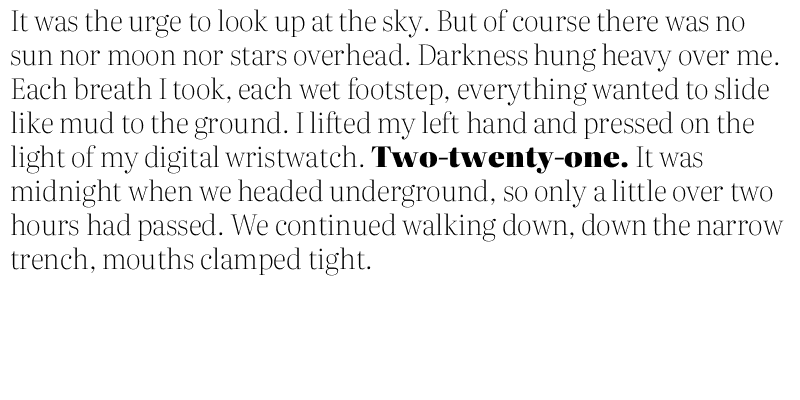 It was the urge to look up at the sky. But of course there was no
sun nor moon nor stars overhead. Darkness hung heavy over me.
Each breath I took, each wet footstep, everything wanted to slide
like mud to the ground. I lifted my left hand and pressed on the
light of my digital wristwatch. Two-twenty-one. It was
midnight when we headed underground, so only a little over two
hours had passed. We continued walking down, down the narrow
trench, mouths clamped tight.